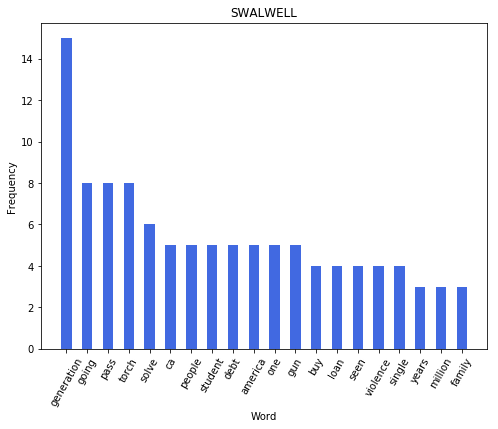 SWALWELL
14
12
10
8
6
4
2
0
Frequency
generation
going
pass
torch
solve
ca
people
student
debt
america
one
gun
buy
loan
seen
violence
single
years
million
family
Word